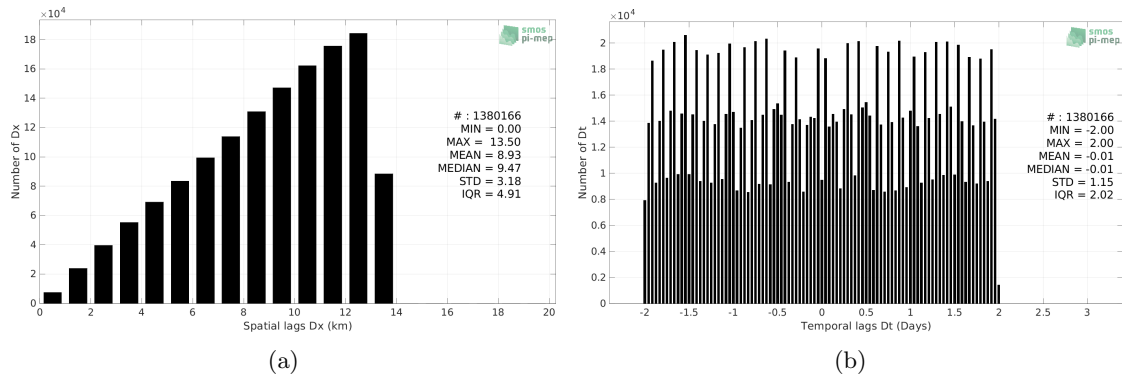 ×10⁴
18
16
14
12
10
8
6
4
2
0
Number of Dx
0 2 4 6 8 10 12 14 16 18 20
Spatial lags Dx (km)
smos
pi-mep
# : 1380166
MIN = 0.00
MAX = 13.50
MEAN = 8.93
MEDIAN = 9.47
STD = 3.18
IQR = 4.91
(a)
×10⁴
2
1.8
1.6
1.4
1.2
1
0.8
0.6
0.4
0.2
0
Number of Dt
-2 -1.5 -1 -0.5 0 0.5 1 1.5 2 2.5 3
Temporal lags Dt (Days)
smos
pi-mep
# : 1380166
MIN = -2.00
MAX = 2.00
MEAN = -0.01
MEDIAN = -0.01
STD = 1.15
IQR = 2.02
(b)